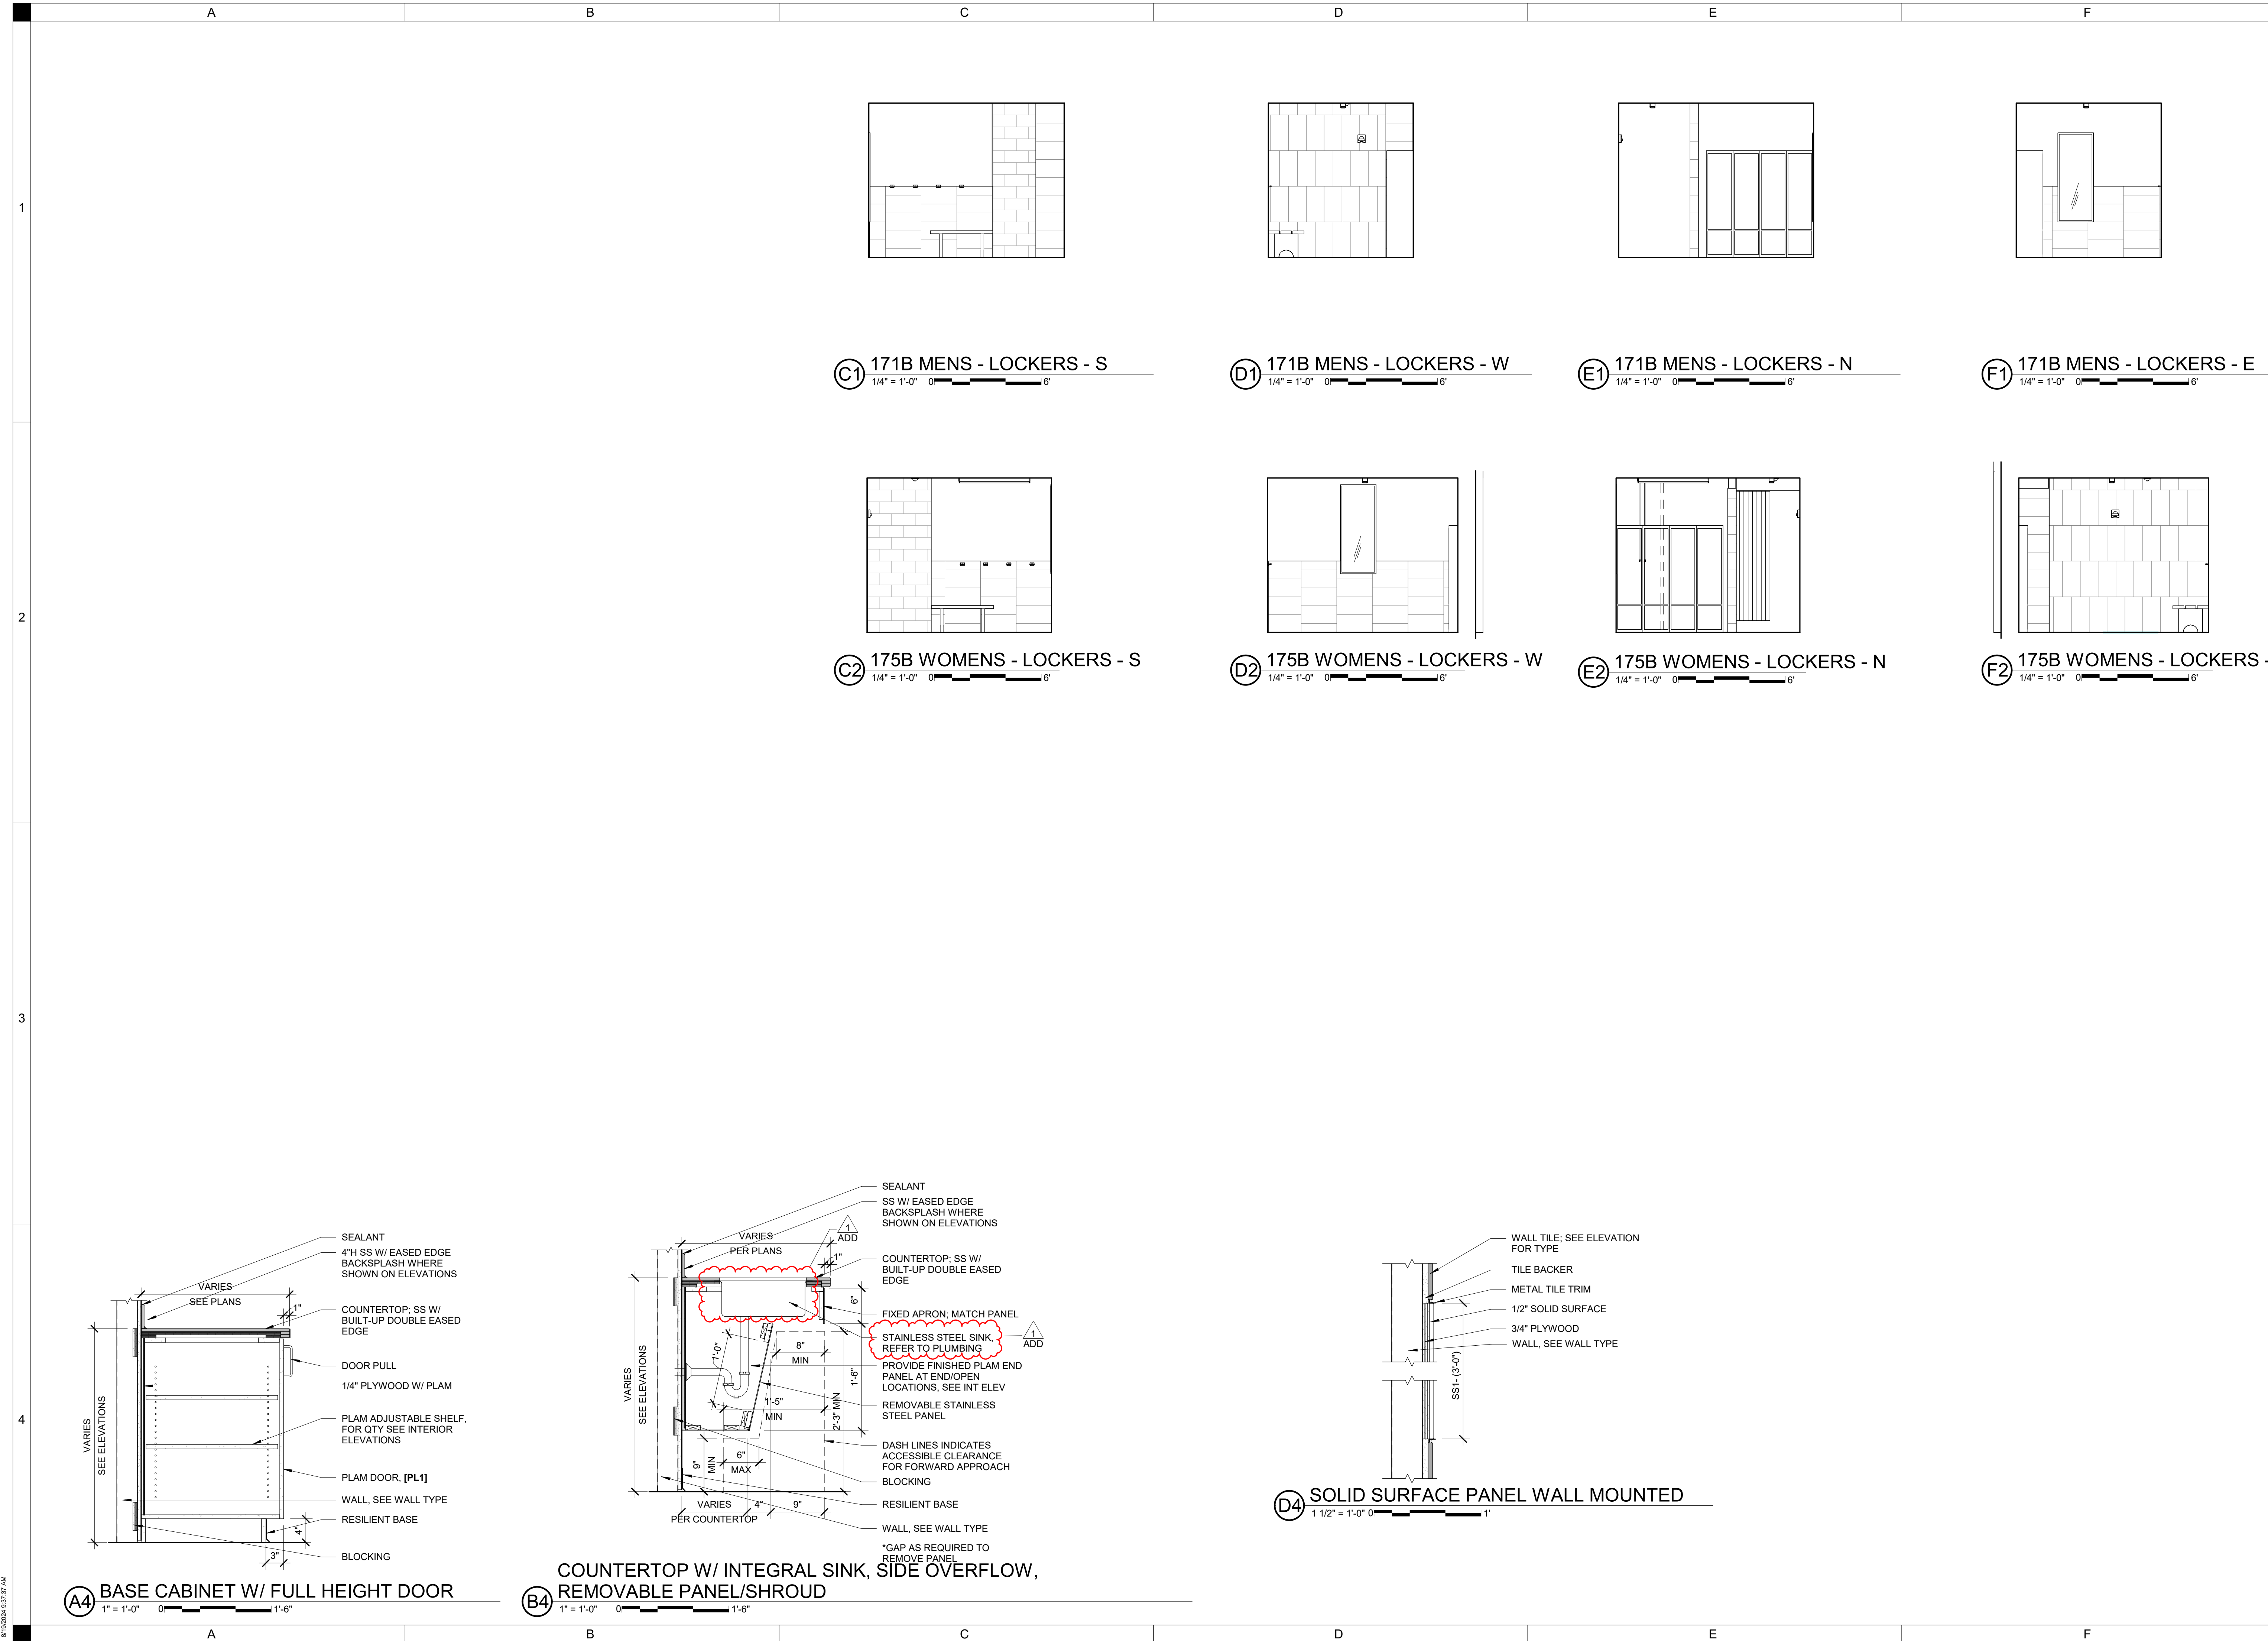 A B C D E F
1
C1 171B MENS - LOCKERS - S
1/4" = 1'-0" 0 6'
D1 171B MENS - LOCKERS - W
1/4" = 1'-0" 0 6'
E1 171B MENS - LOCKERS - N
1/4" = 1'-0" 0 6'
F1 171B MENS - LOCKERS - E
1/4" = 1'-0" 0 6'
2
C2 175B WOMENS - LOCKERS - S
1/4" = 1'-0" 0 6'
D2 175B WOMENS - LOCKERS - W
1/4" = 1'-0" 0 6'
E2 175B WOMENS - LOCKERS - N
1/4" = 1'-0" 0 6'
F2 175B WOMENS - LOCKERS -
1/4" = 1'-0" 0 6'
3
4
SEALANT
4"H SS W/ EASED EDGE
BACKSPLASH WHERE
SHOWN ON ELEVATIONS
VARIES
SEE PLANS
1"
COUNTERTOP; SS W/
BUILT-UP DOUBLE EASED
EDGE
DOOR PULL
1/4" PLYWOOD W/ PLAM
PLAM ADJUSTABLE SHELF,
FOR QTY SEE INTERIOR
ELEVATIONS
VARIES
SEE ELEVATIONS
PLAM DOOR, [PL1]
WALL, SEE WALL TYPE
RESILIENT BASE
4"
3"
BLOCKING
A4 BASE CABINET W/ FULL HEIGHT DOOR
1" = 1'-0" 0 1'-6"
SEALANT
SS W/ EASED EDGE
BACKSPLASH WHERE
SHOWN ON ELEVATIONS
1
ADD
VARIES
PER PLANS
1"
COUNTERTOP; SS W/
BUILT-UP DOUBLE EASED
EDGE
6"
FIXED APRON; MATCH PANEL
STAINLESS STEEL SINK,
REFER TO PLUMBING
1
ADD
1'-0"
8"
MIN
PROVIDE FINISHED PLAM END
PANEL AT END/OPEN
LOCATIONS, SEE INT ELEV
1'-6"
2'-3" MIN
1'-5"
MIN
REMOVABLE STAINLESS
STEEL PANEL
VARIES
SEE ELEVATIONS
DASH LINES INDICATES
ACCESSIBLE CLEARANCE
FOR FORWARD APPROACH
9"
MIN
6"
MAX
BLOCKING
RESILIENT BASE
VARIES
PER COUNTERTOP
4"
9"
WALL, SEE WALL TYPE
*GAP AS REQUIRED TO
REMOVE PANEL
B4 COUNTERTOP W/ INTEGRAL SINK, SIDE OVERFLOW,
REMOVABLE PANEL/SHROUD
1" = 1'-0" 0 1'-6"
WALL TILE; SEE ELEVATION
FOR TYPE
TILE BACKER
METAL TILE TRIM
1/2" SOLID SURFACE
3/4" PLYWOOD
WALL, SEE WALL TYPE
SS1- (3'-0")
D4 SOLID SURFACE PANEL WALL MOUNTED
1 1/2" = 1'-0" 0 1'
8/19/2024 9:37:37 AM
A B C D E F